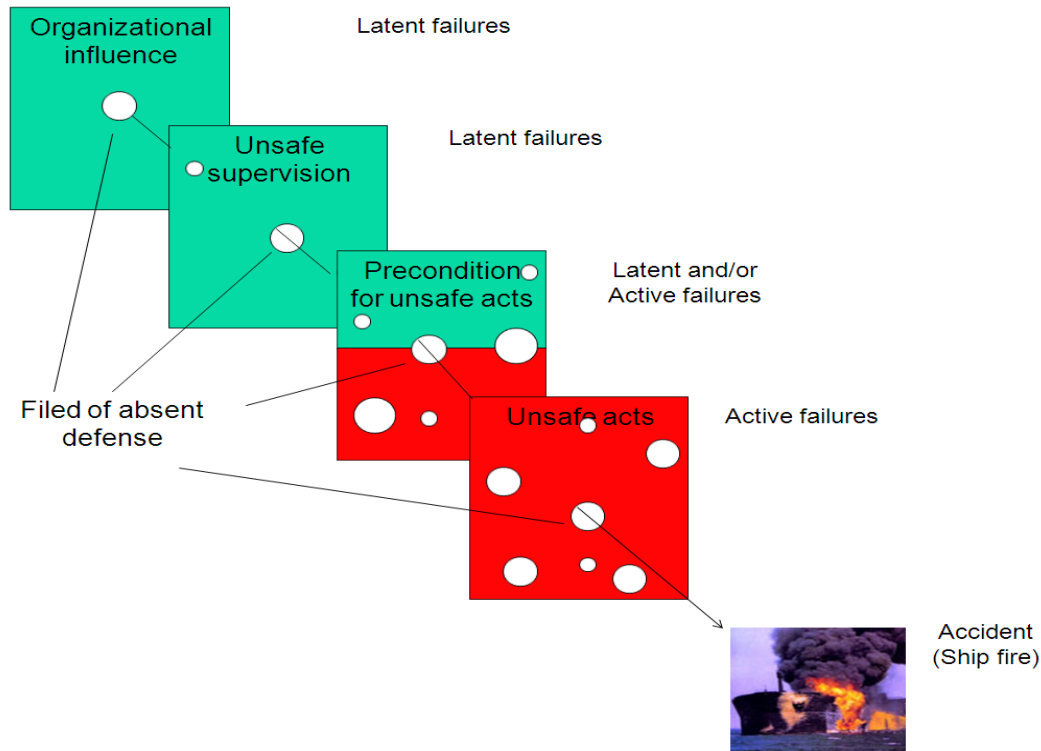 Organizational
influence
Latent failures
Unsafe
supervision
Latent failures
Precondition
for unsafe acts
Latent and/or
Active failures
Filed of absent
defense
Unsafe acts
Active failures
Accident
(Ship fire)